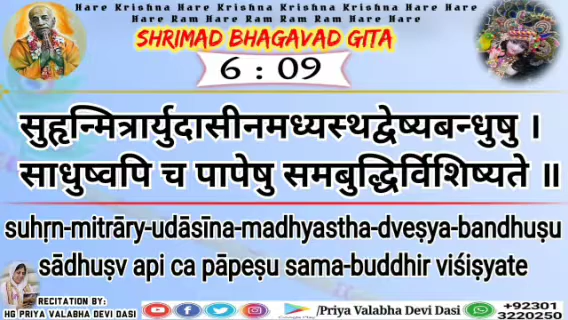 Hare Krishna Hare Krishna Krishna Krishna Hare Hare
Hare Ram Hare Ram Ram Ram Hare Hare
SHRIMAD BHAGAVAD GITA
6 : 09
सुहृन्मित्रार्युदासीनमध्यस्थद्वेष्यबन्धुषु ।
साधुष्वपि च पापेषु समबुद्धिर्विशिष्यते ॥
suhṛn-mitrāry-udāsīna-madhyastha-dveṣya-bandhuṣu
sādhuṣv api ca pāpeṣu sama-buddhir viśiṣyate
RECITATION BY:
HG PRIYA VALABHA DEVI DASI
Google Play
/Priya Valabha Devi Dasi
+92301
3220250